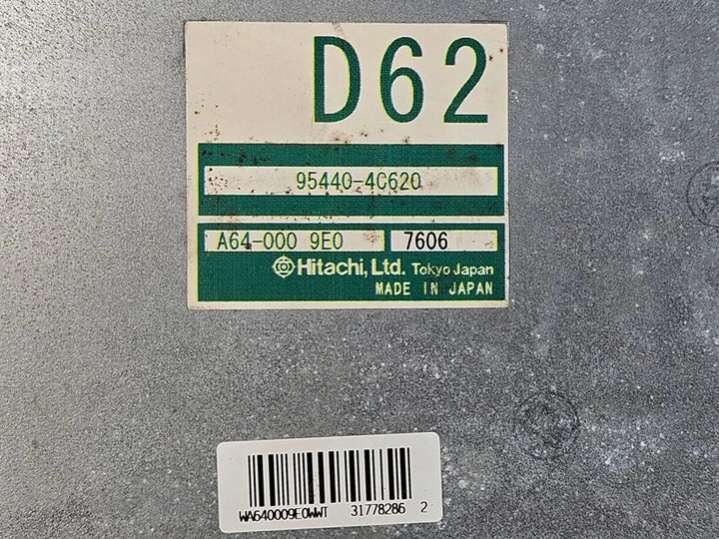 D62
95440-4C620
A64-000 9E0 7606
Hitachi, Ltd. Tokyo Japan
MADE IN JAPAN
WA640009E0WWT 31778286 2